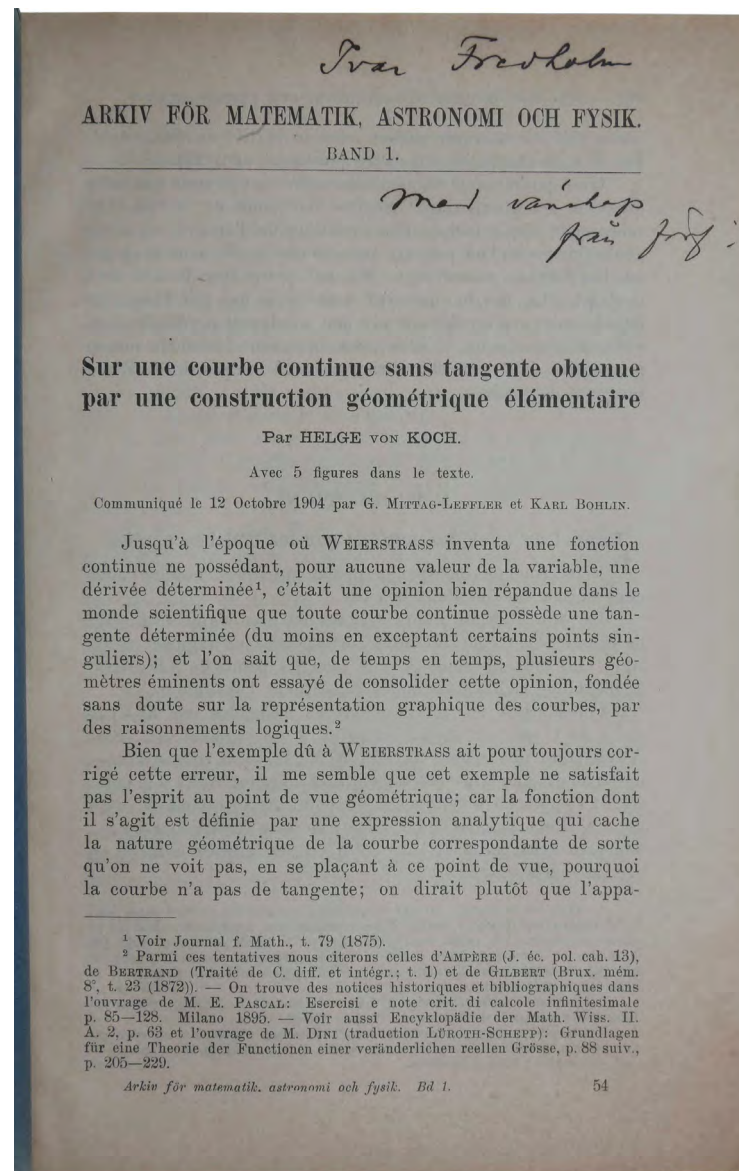 Ivar Fredholm
ARKIV FÖR MATEMATIK, ASTRONOMI OCH FYSIK.
BAND 1.
Med vänskap
från förf:
Sur une courbe continue sans tangente obtenue
par une construction géométrique élémentaire
Par HELGE VON KOCH.
Avec 5 figures dans le texte.
Communiqué le 12 Octobre 1904 par G. MITTAG-LEFFLER et KARL BOHLIN.
Jusqu'à l'époque où WEIERSTRASS inventa une fonction
continue ne possédant, pour aucune valeur de la variable, une
dérivée déterminée¹, c'était une opinion bien répandue dans le
monde scientifique que toute courbe continue possède une tan-
gente déterminée (du moins en exceptant certains points sin-
guliers); et l'on sait que, de temps en temps, plusieurs géo-
mètres éminents ont essayé de consolider cette opinion, fondée
sans doute sur la représentation graphique des courbes, par
des raisonnements logiques.²
Bien que l'exemple dû à WEIERSTRASS ait pour toujours cor-
rigé cette erreur, il me semble que cet exemple ne satisfait
pas l'esprit au point de vue géométrique; car la fonction dont
il s'agit est définie par une expression analytique qui cache
la nature géométrique de la courbe correspondante de sorte
qu'on ne voit pas, en se plaçant à ce point de vue, pourquoi
la courbe n'a pas de tangente; on dirait plutôt que l'appa-
¹ Voir Journal f. Math., t. 79 (1875).
² Parmi ces tentatives nous citerons celles d'AMPÈRE (J. éc. pol. cah. 13),
de BERTRAND (Traité de C. diff. et intégr.; t. 1) et de GILBERT (Brux. mém.
8°, t. 23 (1872)). — On trouve des notices historiques et bibliographiques dans
l'ouvrage de M. E. PASCAL: Esercisi e note crit. di calcole infinitesimale
p. 85—128. Milano 1895. — Voir aussi Encyklopädie der Math. Wiss. II.
A. 2, p. 63 et l'ouvrage de M. DINI (traduction LÜROTH-SCHEPP): Grundlagen
für eine Theorie der Functionen einer veränderlichen reellen Grösse, p. 88 suiv.,
p. 205—229.
Arkiv för matematik, astronomi och fysik. Bd 1. 54